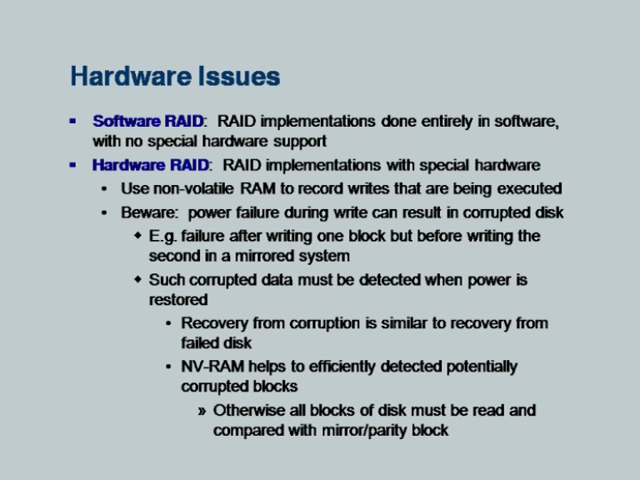 Hardware Issues
▪ Software RAID: RAID implementations done entirely in software,
with no special hardware support
▪ Hardware RAID: RAID implementations with special hardware
• Use non-volatile RAM to record writes that are being executed
• Beware: power failure during write can result in corrupted disk
◆ E.g. failure after writing one block but before writing the
second in a mirrored system
◆ Such corrupted data must be detected when power is
restored
• Recovery from corruption is similar to recovery from
failed disk
• NV-RAM helps to efficiently detected potentially
corrupted blocks
» Otherwise all blocks of disk must be read and
compared with mirror/parity block